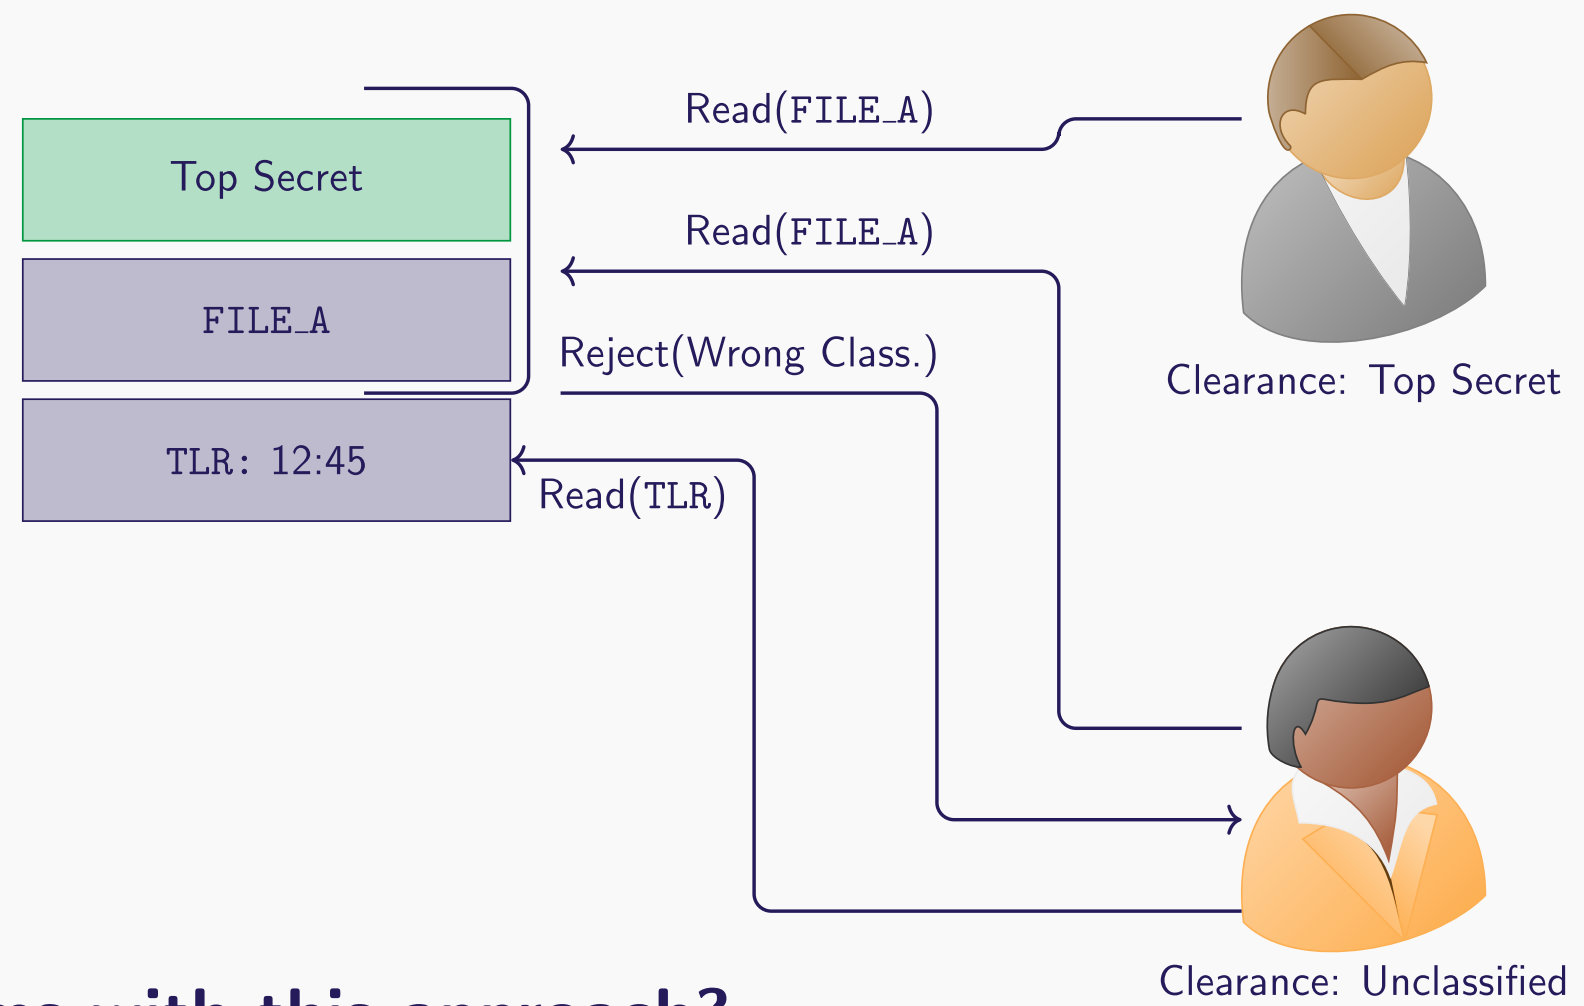 Read(FILE_A)
Top Secret
Read(FILE_A)
FILE_A
Reject(Wrong Class.)
Clearance: Top Secret
TLR: 12:45
Read(TLR)
Clearance: Unclassified
with this approach?